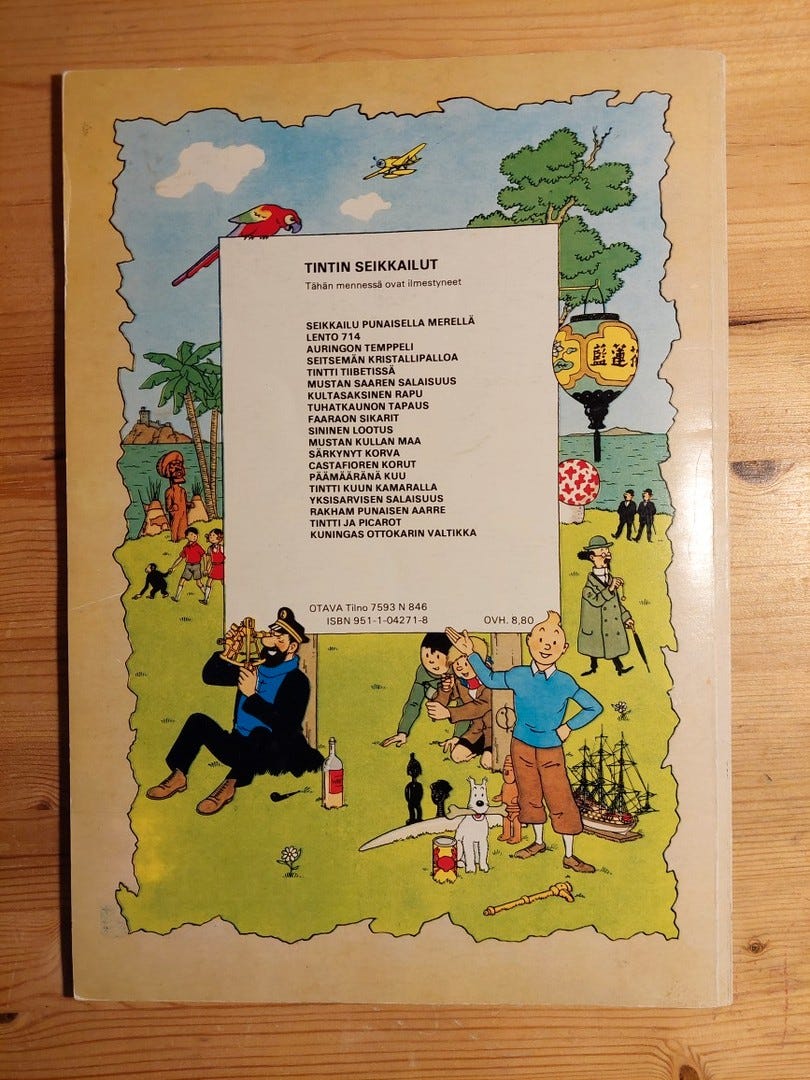 TINTIN SEIKKAILUT
Tähän mennessä ovat ilmestyneet
SEIKKAILU PUNAISELLA MERELLÄ
LENTO 714
AURINGON TEMPPELI
SEITSEMÄN KRISTALLIPALLOA
TINTTI TIIBETISSÄ
MUSTAN SAAREN SALAISUUS
KULTASAKSINEN RAPU
TUHATKAUNON TAPAUS
FAARAON SIKARIT
SININEN LOOTUS
MUSTAN KULLAN MAA
SÄRKYNYT KORVA
CASTAFIOREN KORUT
PÄÄMÄÄRÄNÄ KUU
TINTTI KUUN KAMARALLA
YKSISARVISEN SALAISUUS
RAKHAM PUNAISEN AARRE
TINTTI JA PICAROT
KUNINGAS OTTOKARIN VALTIKKA
OTAVA Tilno 7593 N 846
ISBN 951-1-04271-8 OVH. 8,80
藍蓮